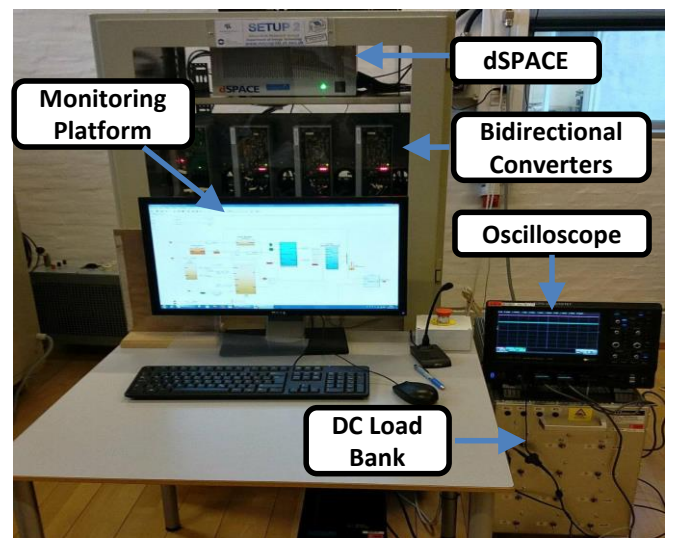 SETUP 2
dSPACE
dSPACE
Monitoring
Platform
Bidirectional
Converters
Oscilloscope
DC Load
Bank